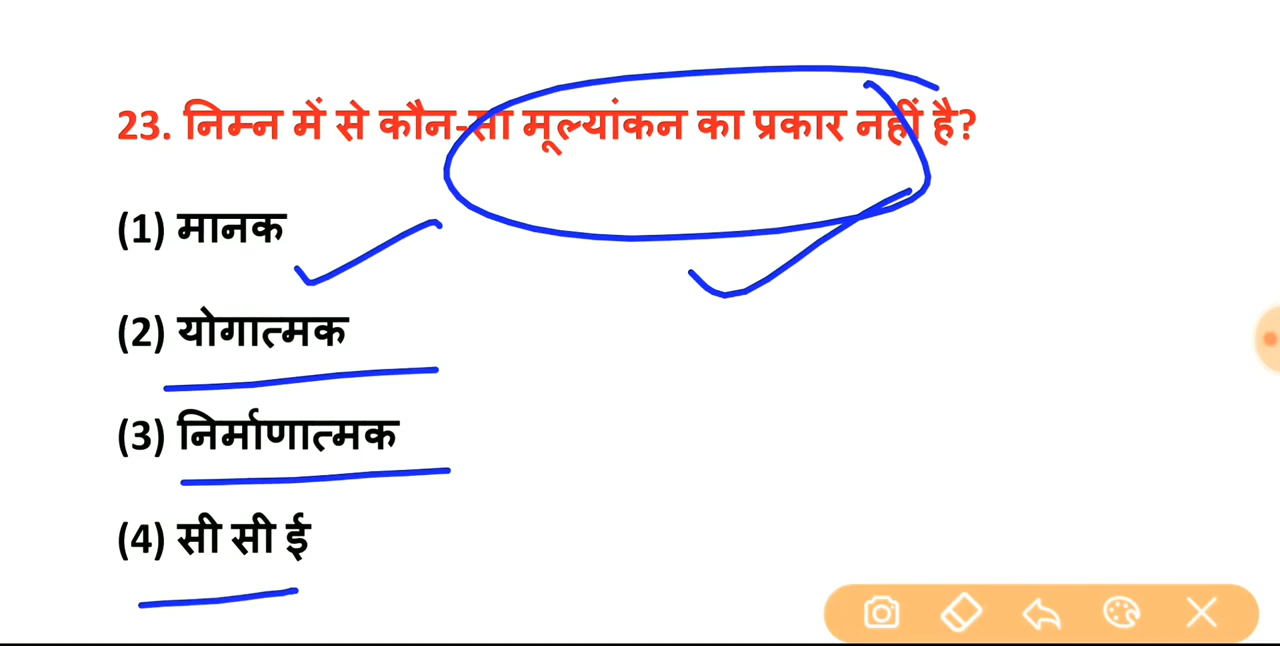 23. निम्न में से कौन-सा मूल्यांकन का प्रकार नहीं है?
(1) मानक
(2) योगात्मक
(3) निर्माणात्मक
(4) सी सी ई